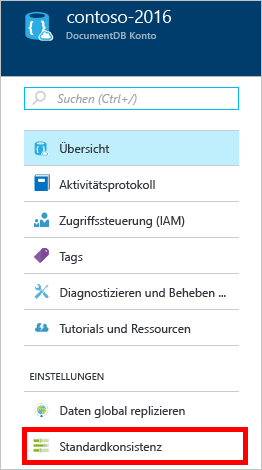 contoso-2016
DocumentDB Konto
Suchen (Ctrl+/)
Übersicht
Aktivitätsprotokoll
Zugriffssteuerung (IAM)
Tags
Diagnostizieren und Beheben ...
Tutorials und Ressourcen
EINSTELLUNGEN
Daten global replizieren
Standardkonsistenz